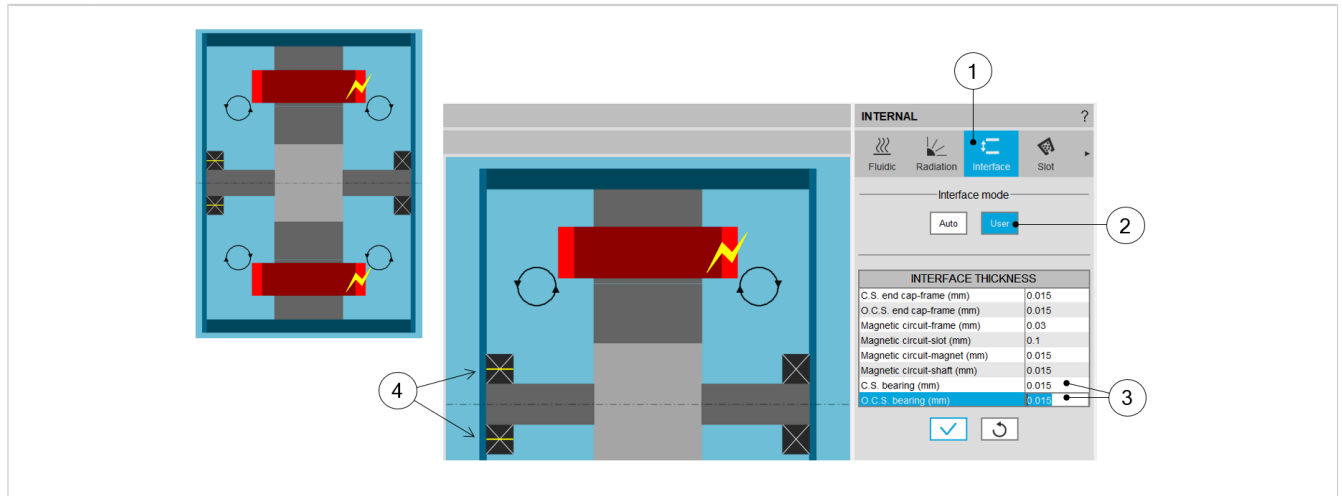 1
INTERNAL ?
Fluidic Radiation Interface Slot
Interface mode
Auto User
2
INTERFACE THICKNESS
C.S. end cap-frame (mm) 0.015
O.C.S. end cap-frame (mm) 0.015
Magnetic circuit-frame (mm) 0.03
Magnetic circuit-slot (mm) 0.1
Magnetic circuit-magnet (mm) 0.015
Magnetic circuit-shaft (mm) 0.015
C.S. bearing (mm) 0.015
O.C.S. bearing (mm) 0.015
3
4